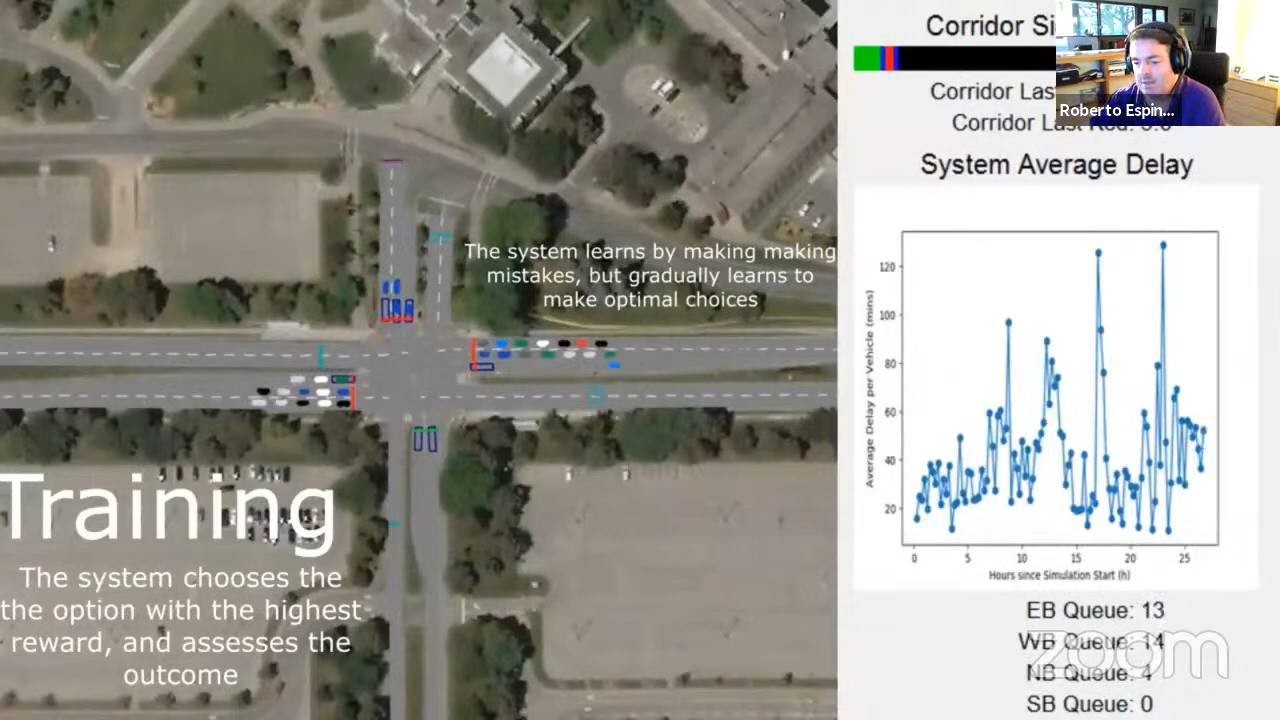 Corridor Si
Roberto Espin...
Corridor Las
Corridor Last Red: 0.0
System Average Delay
The system learns by making making
mistakes, but gradually learns to
make optimal choices
120
100
80
60
40
20
Average Delay per Vehicle (mins)
0 5 10 15 20 25
Hours since Simulation Start (h)
Training
The system chooses the
the option with the highest
reward, and assesses the
outcome
EB Queue: 13
WB Queue: 14
NB Queue: 4
SB Queue: 0
zoom